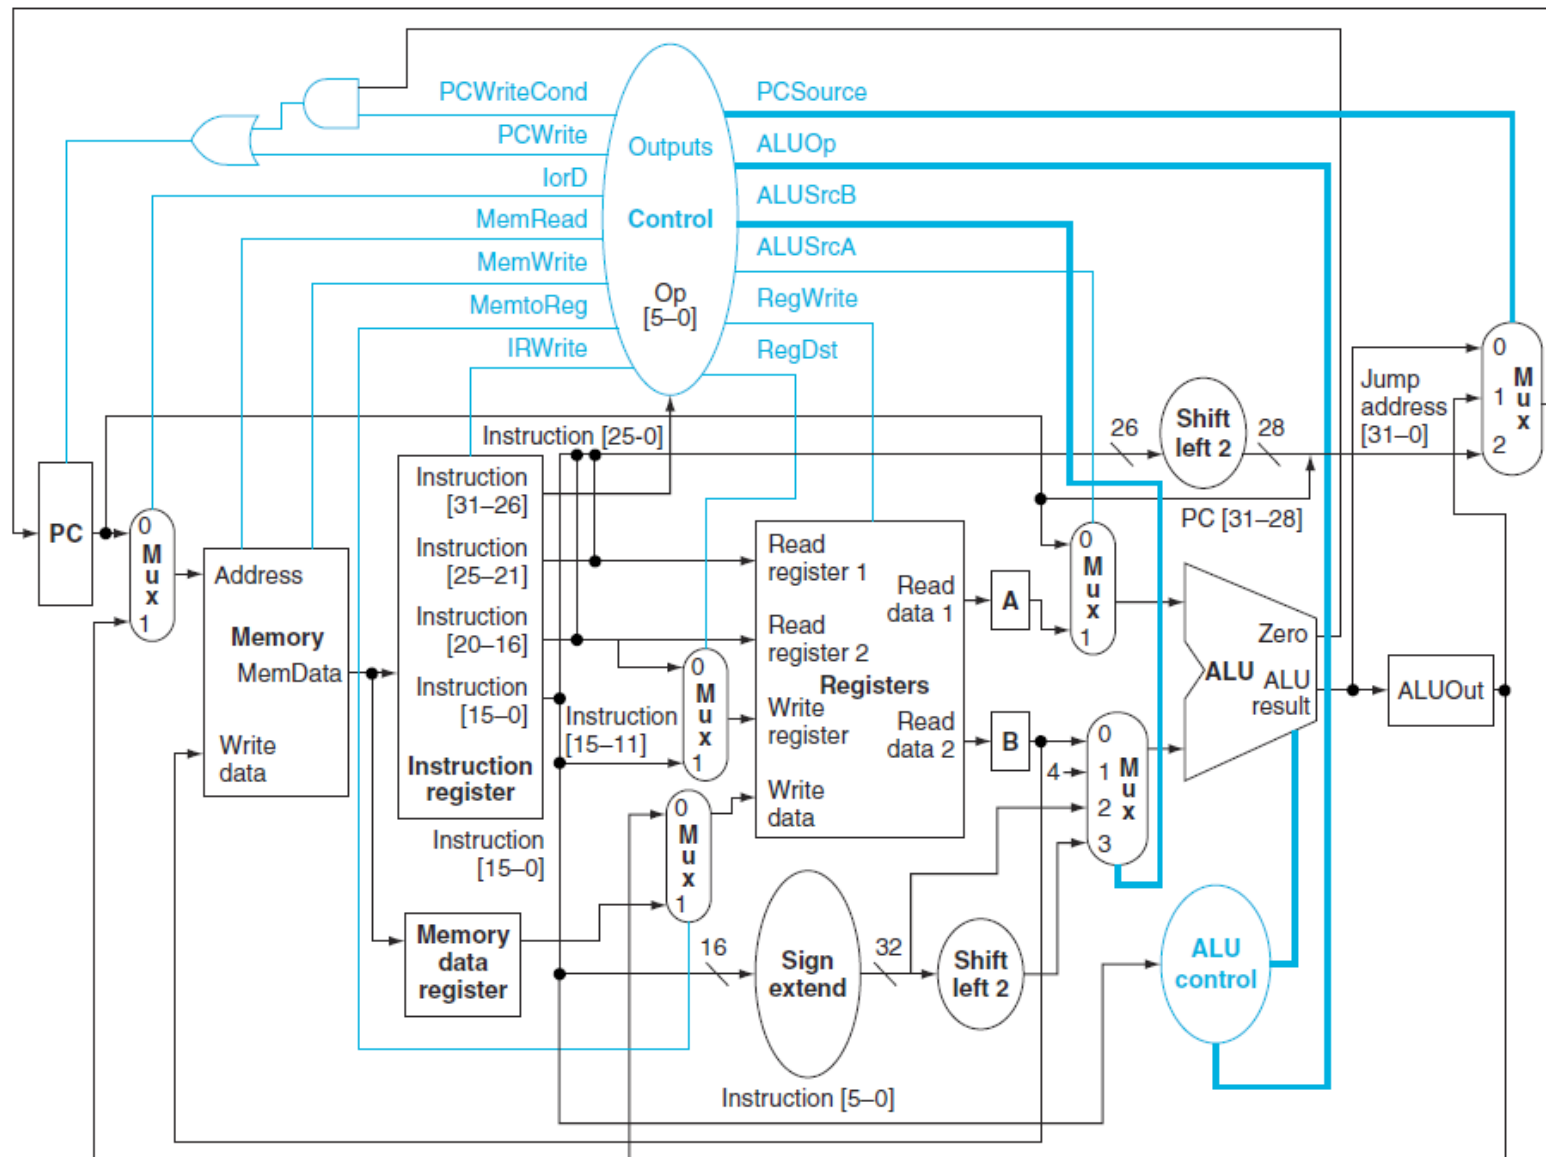 PCWriteCond
PCWrite
IorD
MemRead
MemWrite
MemtoReg
IRWrite
Outputs
Control
Op
[5–0]
PCSource
ALUOp
ALUSrcB
ALUSrcA
RegWrite
RegDst
PC
0
M
u
x
1
Address
Memory
MemData
Write
data
Instruction [25-0]
Instruction
[31–26]
Instruction
[25–21]
Instruction
[20–16]
Instruction
[15–0]
Instruction
register
Instruction
[15–0]
Memory
data
register
Instruction
[15–11]
0
M
u
x
1
0
M
u
x
1
Read
register 1
Read
register 2
Registers
Write
register
Write
data
Read
data 1
Read
data 2
A
B
16
Sign
extend
32
Shift
left 2
Instruction [5–0]
0
M
u
x
1
4
0
1
2
3
M
u
x
26
Shift
left 2
28
PC [31–28]
Jump
address
[31–0]
0
1
2
M
u
x
Zero
ALU
ALU
result
ALUOut
ALU
control